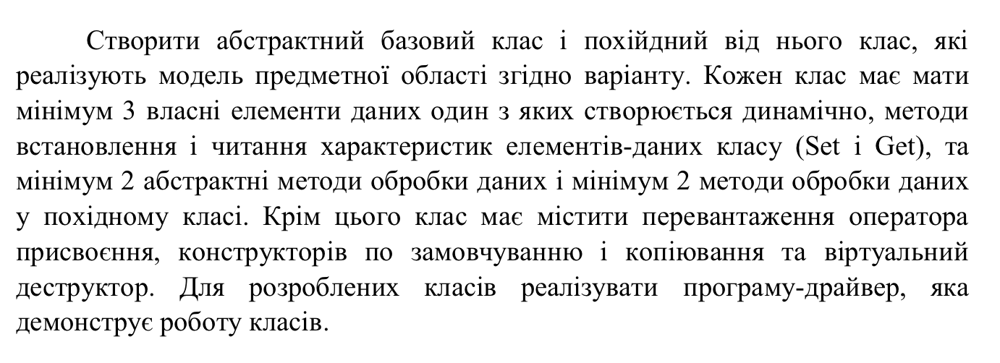 Створити абстрактний базовий клас і похійдний від нього клас, які
реалізують модель предметної області згідно варіанту. Кожен клас має мати
мінімум 3 власні елементи даних один з яких створюється динамічно, методи
встановлення і читання характеристик елементів-даних класу (Set і Get), та
мінімум 2 абстрактні методи обробки даних і мінімум 2 методи обробки даних
у похідному класі. Крім цього клас має містити перевантаження оператора
присвоєння, конструкторів по замовчуванню і копіювання та віртуальний
деструктор. Для розроблених класів реалізувати програму-драйвер, яка
демонструє роботу класів.